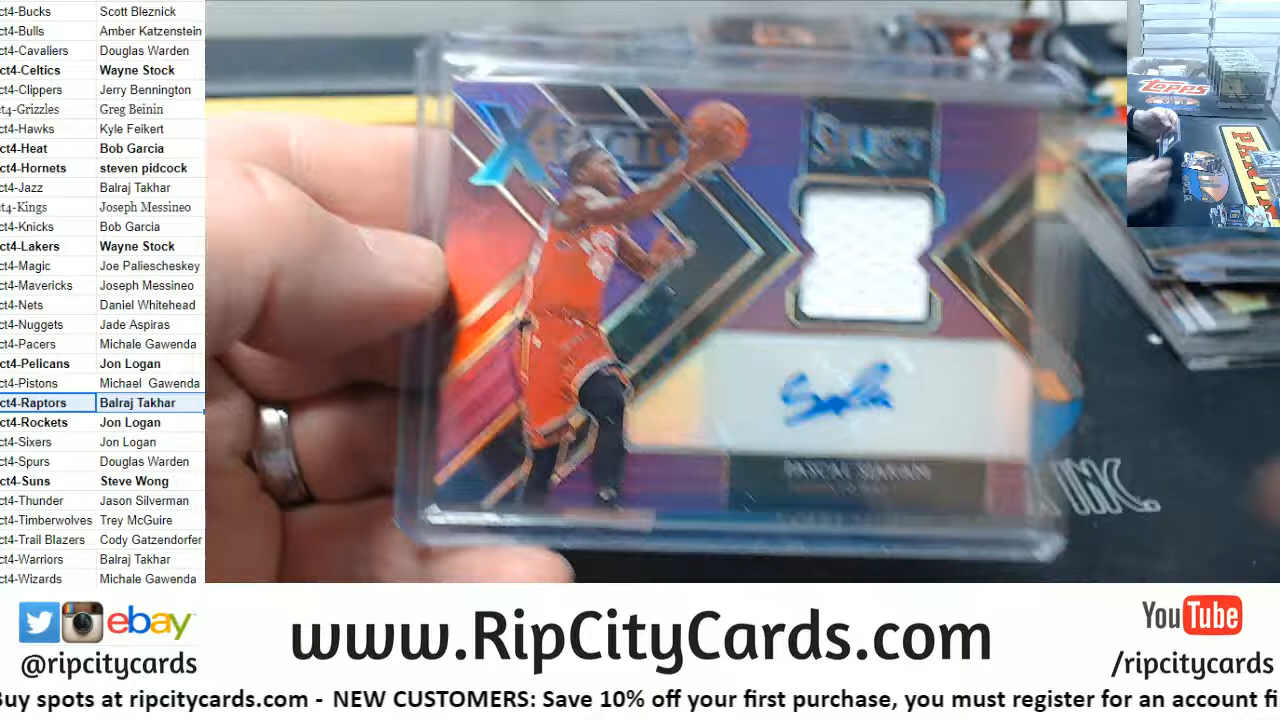 ct4-Bucks Scott Bleznick
ct4-Bulls Amber Katzenstein
ct4-Cavaliers Douglas Warden
ct4-Celtics Wayne Stock
ct4-Clippers Jerry Bennington
ct4-Grizzles Greg Beinin
ct4-Hawks Kyle Feikert
ct4-Heat Bob Garcia
ct4-Hornets steven pidcock
ct4-Jazz Balraj Takhar
ct4-Kings Joseph Messineo
ct4-Knicks Bob Garcia
ct4-Lakers Wayne Stock
ct4-Magic Joe Paliescheskey
ct4-Mavericks Joseph Messineo
ct4-Nets Daniel Whitehead
ct4-Nuggets Jade Aspiras
ct4-Pacers Michale Gawenda
ct4-Pelicans Jon Logan
ct4-Pistons Michael Gawenda
ct4-Raptors Balraj Takhar
ct4-Rockets Jon Logan
ct4-Sixers Jon Logan
ct4-Spurs Douglas Warden
ct4-Suns Steve Wong
ct4-Thunder Jason Silverman
ct4-Timberwolves Trey McGuire
ct4-Trail Blazers Cody Gatzendorfer
ct4-Warriors Balraj Takhar
ct4-Wizards Michale Gawenda
SELECT
PASCAL SIAKAM
INC.
topps
PANINI
ebay
@ripcitycards
www.RipCityCards.com
YouTube
/ripcitycards
Buy spots at ripcitycards.com - NEW CUSTOMERS: Save 10% off your first purchase, you must register for an account fi